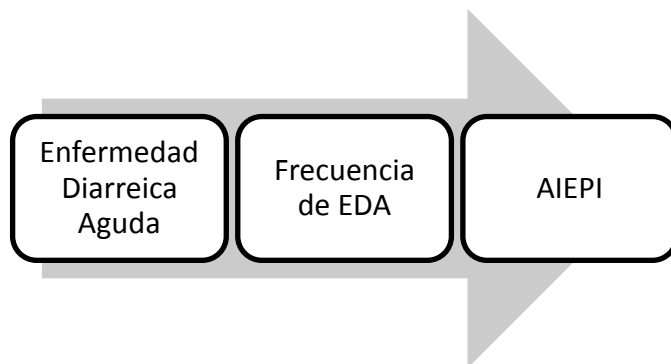 Enfermedad
Diarreica
Aguda
Frecuencia
de EDA
AIEPI